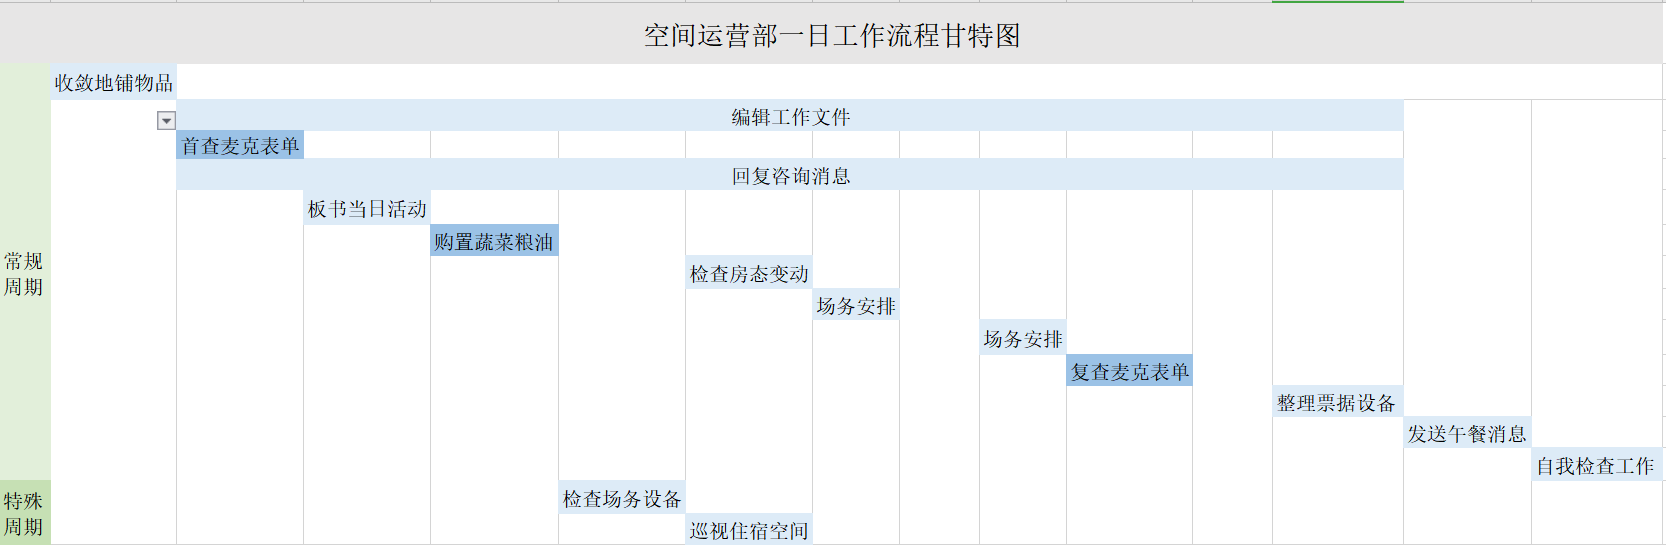 空间运营部一日工作流程甘特图
收敛地铺物品
编辑工作文件
首查麦克表单
回复咨询消息
板书当日活动
购置蔬菜粮油
常规
周期
检查房态变动
场务安排
场务安排
复查麦克表单
整理票据设备
发送午餐消息
自我检查工作
特殊
周期
检查场务设备
巡视住宿空间